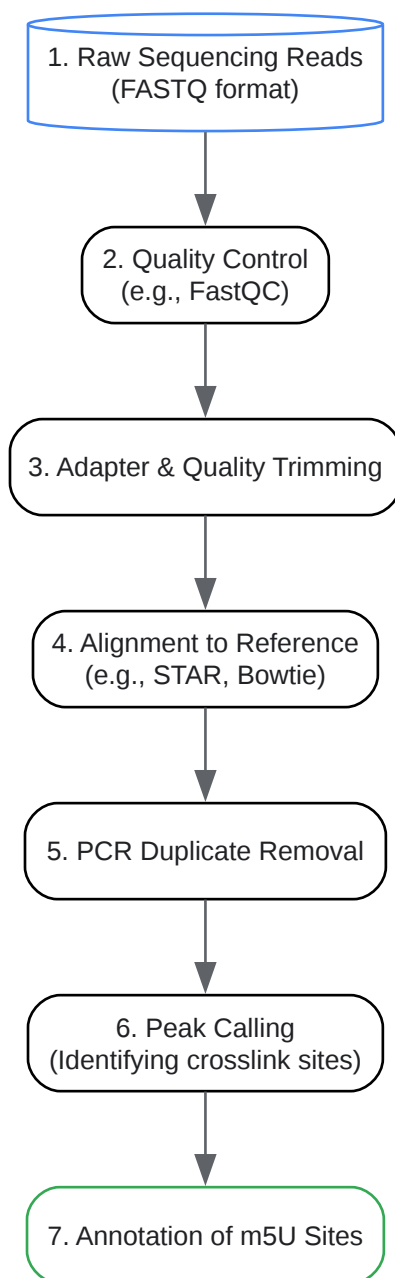 1. Raw Sequencing Reads
(FASTQ format)
2. Quality Control
(e.g., FastQC)
3. Adapter & Quality Trimming
4. Alignment to Reference
(e.g., STAR, Bowtie)
5. PCR Duplicate Removal
6. Peak Calling
(Identifying crosslink sites)
7. Annotation of m5U Sites